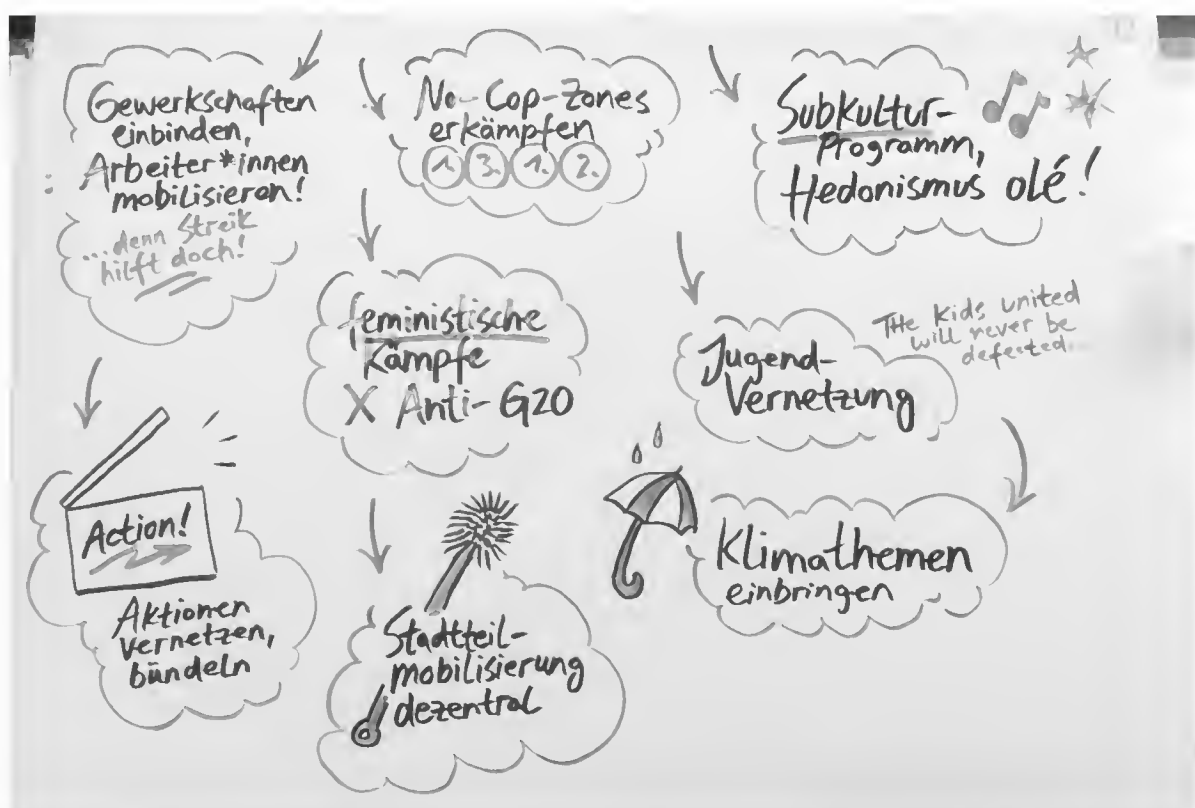 Gewerkschaften
einbinden,
Arbeiter*innen
mobilisieren!
...denn Streik
hilft doch!
Action!
Aktionen
vernetzen,
bündeln
No-Cop-Zones
erkämpfen
1. 3. 1. 2.
feministische
Kämpfe
X Anti-G20
Stadtteil-
mobilisierung
dezentral
Subkultur-
Programm,
Hedonismus olé!
THE Kids united
will never be
defeated...
Jugend-
Vernetzung
Klimathemen
einbringen